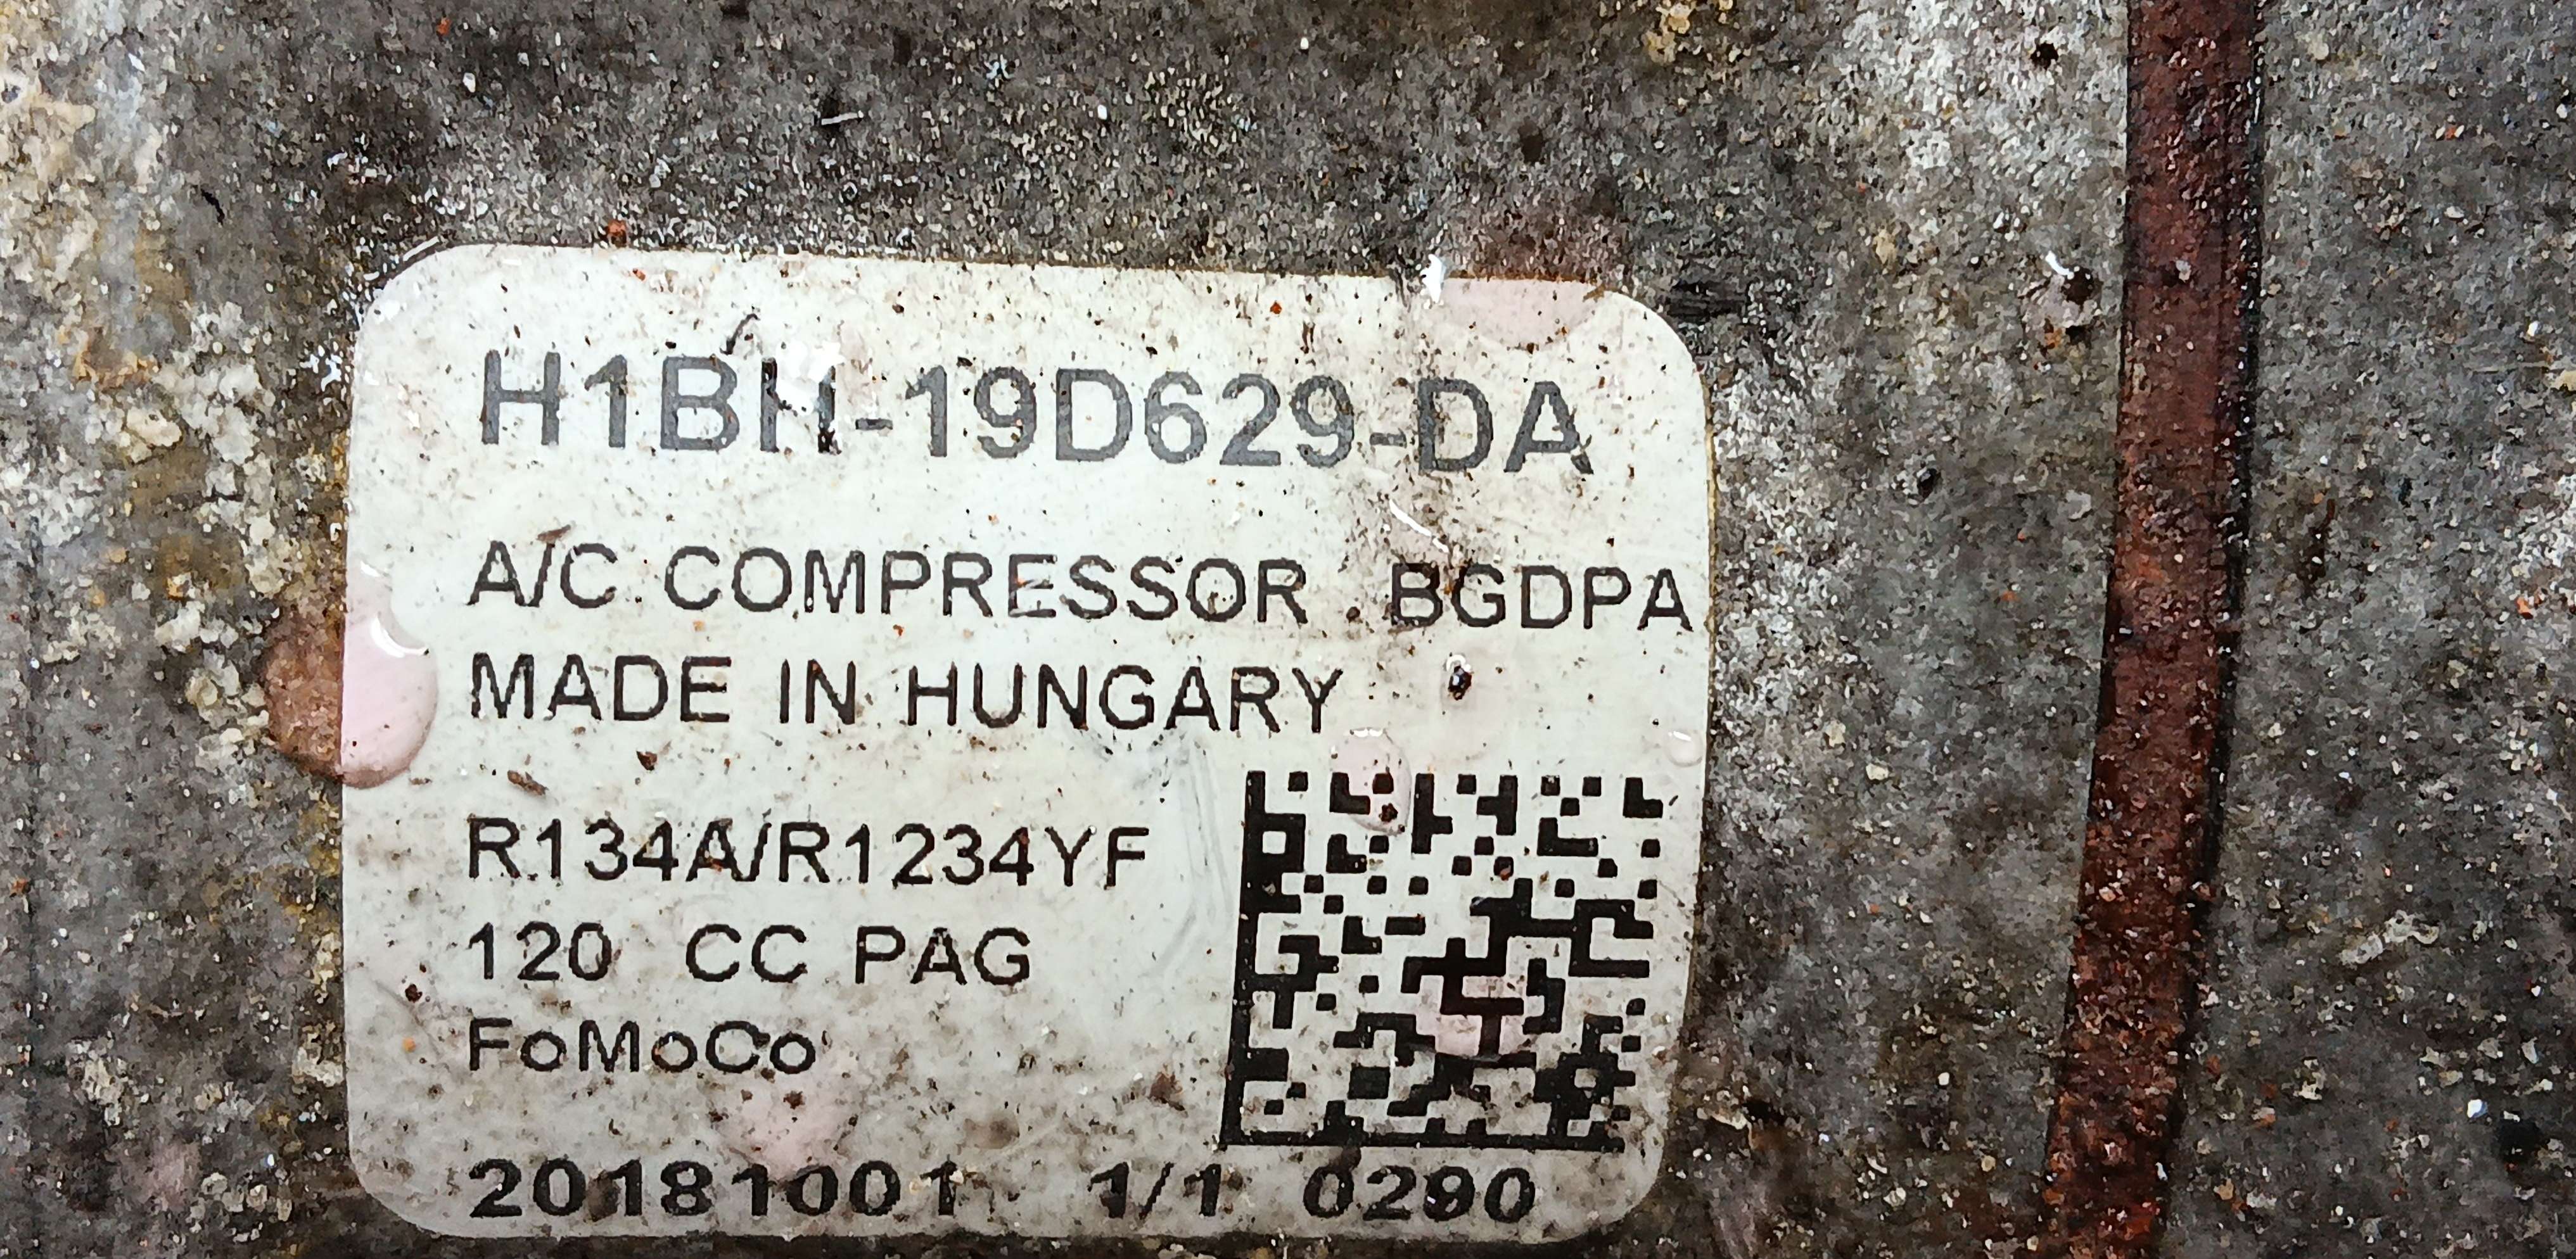 H1BH-19D629-DA
A/C COMPRESSOR BGDPA
MADE IN HUNGARY
R134A/R1234YF
120 CC PAG
FoMoCo
20181001 1/1 0290